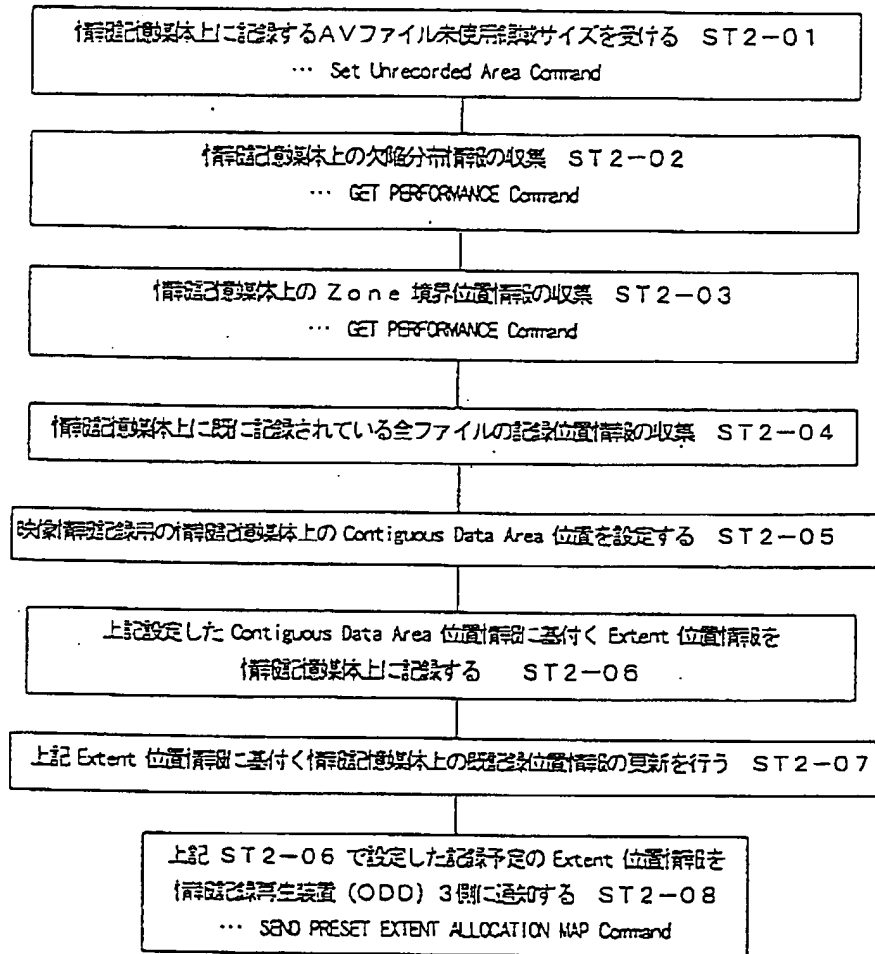 情報記憶媒体上に記録するAVファイル未使用領域サイズを受ける ST2-01
… Set Unrecorded Area Command
情報記憶媒体上の欠陥分布情報の収集 ST2-02
… GET PERFORMANCE Command
情報記憶媒体上の Zone 境界位置情報の収集 ST2-03
… GET PERFORMANCE Command
情報記憶媒体上に既に記録されている全ファイルの記録位置情報の収集 ST2-04
映像情報記録用の情報記憶媒体上の Contiguous Data Area 位置を設定する ST2-05
上記設定した Contiguous Data Area 位置情報に基付く Extent 位置情報を
情報記憶媒体上に記録する ST2-06
上記 Extent 位置情報に基付く情報記憶媒体上の既記録位置情報の更新を行う ST2-07
上記 ST2-06 で設定した記録予定の Extent 位置情報を
情報記録再生装置 (ODD) 3側に通知する ST2-08
… SEND PRESET EXTENT ALLOCATION MAP Command